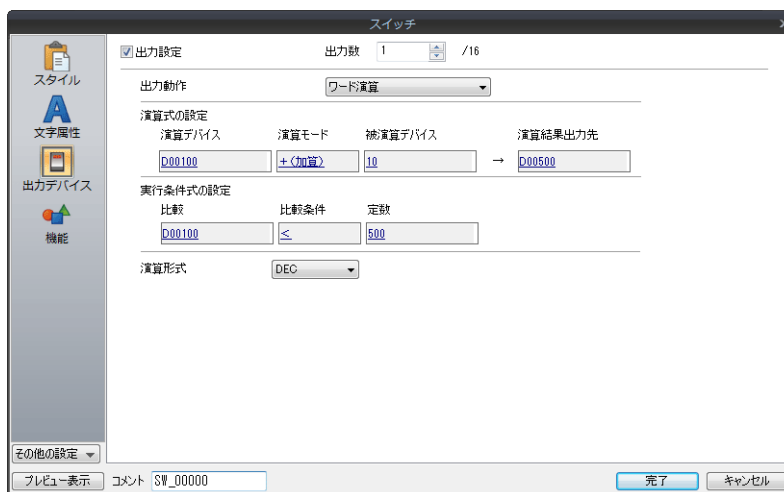 スイッチ
スタイル
文字属性
出力デバイス
機能
その他の設定
プレビュー表示
出力設定 出力数 1 /16
出力動作 ワード演算
演算式の設定
演算デバイス 演算モード 被演算デバイス 演算結果出力先
D00100 +(加算) 10 → D00500
実行条件式の設定
比較 比較条件 定数
D00100 < 500
演算形式 DEC
コメント SW_00000
完了 キャンセル